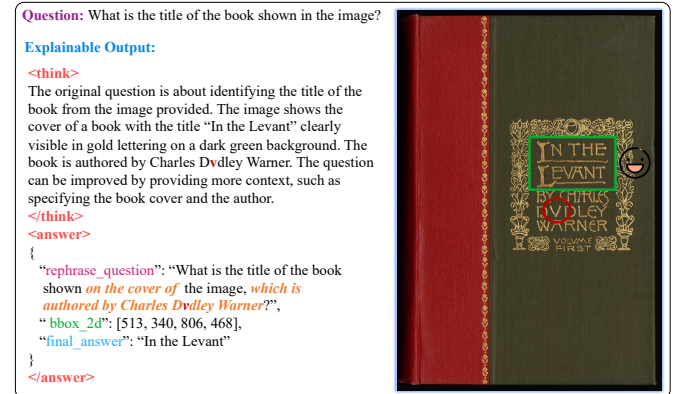 Question: What is the title of the book shown in the image?
Explainable Output:
<think>
The original question is about identifying the title of the
book from the image provided. The image shows the
cover of a book with the title “In the Levant” clearly
visible in gold lettering on a dark green background. The
book is authored by Charles Dvdley Warner. The question
can be improved by providing more context, such as
specifying the book cover and the author.
</think>
<answer>
{
“rephrase_question”: “What is the title of the book
shown on the cover of the image, which is
authored by Charles Dvdley Warner?”,
“ bbox_2d”: [513, 340, 806, 468],
“final_answer”: “In the Levant”
}
</answer>
IN THE
LEVANT
BY CHARLES
DVDLEY
WARNER
VOLVME
FIRST